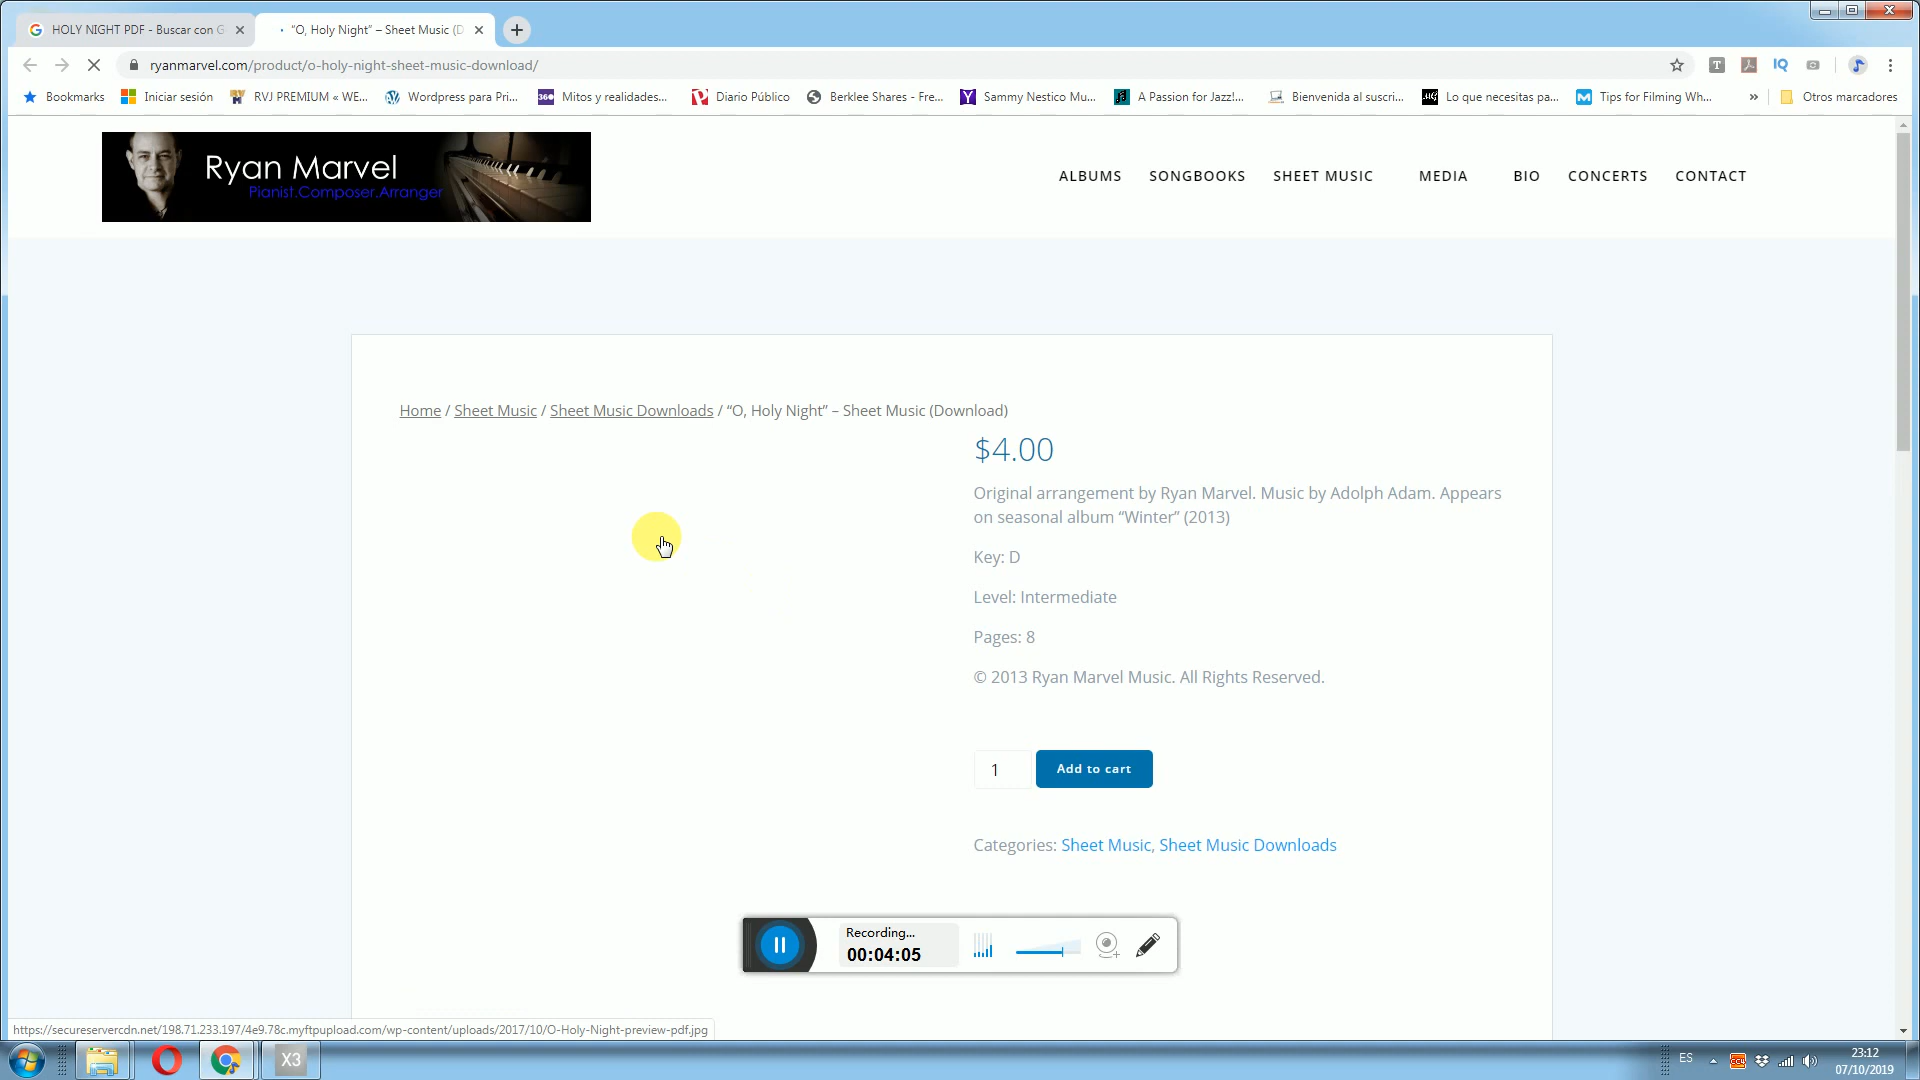 HOLY NIGHT PDF - Buscar con G
"O, Holy Night" – Sheet Music (D
ryanmarvel.com/product/o-holy-night-sheet-music-download/
T
IQ
Bookmarks
Iniciar sesión
RVJ PREMIUM « WE...
Wordpress para Pri...
360
Mitos y realidades...
Diario Público
Berklee Shares - Fre...
Y
Sammy Nestico Mu...
A Passion for Jazz!...
Bienvenida al suscri...
Lo que necesitas pa...
Tips for Filming Wh...
»
Otros marcadores
Ryan Marvel
Pianist.Composer.Arranger
ALBUMS
SONGBOOKS
SHEET MUSIC
MEDIA
BIO
CONCERTS
CONTACT
Home / Sheet Music / Sheet Music Downloads / “O, Holy Night” – Sheet Music (Download)
$4.00
Original arrangement by Ryan Marvel. Music by Adolph Adam. Appears
on seasonal album “Winter” (2013)
Key: D
Level: Intermediate
Pages: 8
© 2013 Ryan Marvel Music. All Rights Reserved.
1
Add to cart
Categories: Sheet Music, Sheet Music Downloads
Recording...
00:04:05
https://secureservercdn.net/198.71.233.197/4e9.78c.myftpupload.com/wp-content/uploads/2017/10/O-Holy-Night-preview-pdf.jpg
X3
ES
23:12
07/10/2019